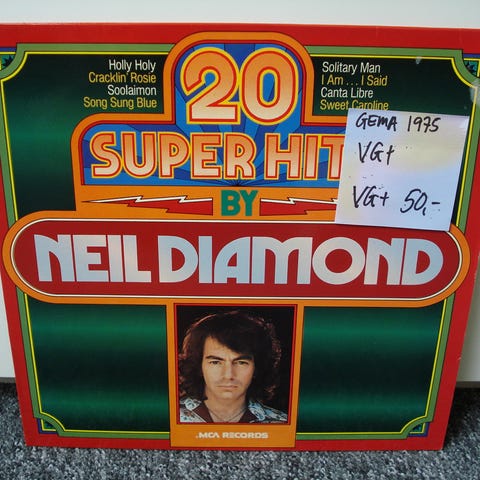 Holly Holy
Cracklin' Rosie
Soolaimon
Song Sung Blue
Solitary Man
I Am... I Said
Canta Libre
Sweet Caroline
20
SUPER HIT
BY
NEIL DIAMOND
GEMA 1975
VG+
VG+ 50,-
MCA RECORDS